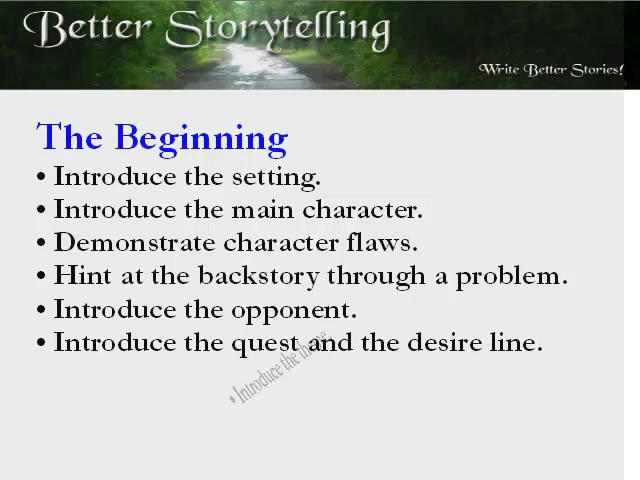 Better Storytelling
Write Better Stories!
The Beginning
• Introduce the setting.
• Introduce the main character.
• Demonstrate character flaws.
• Hint at the backstory through a problem.
• Introduce the opponent.
• Introduce the quest and the desire line.
• Introduce the theme.